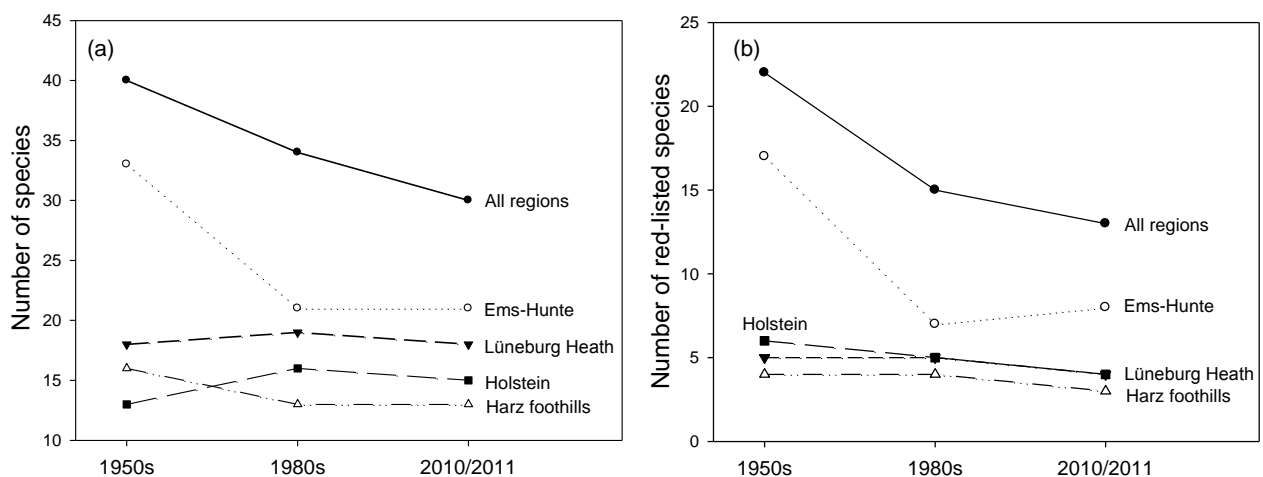 (a)
Number of species
45
40
35
30
25
20
15
10
1950s
1980s
2010/2011
All regions
Ems-Hunte
Lüneburg Heath
Holstein
Harz foothills
(b)
Number of red-listed species
25
20
15
10
5
0
1950s
1980s
2010/2011
All regions
Ems-Hunte
Holstein
Lüneburg Heath
Harz foothills